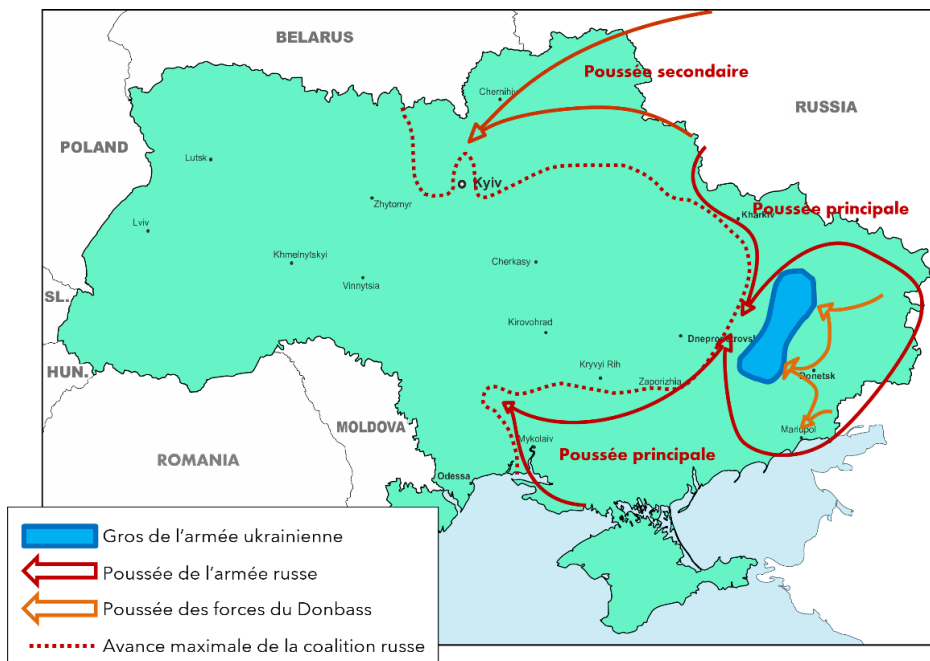 BELARUS
Poussée secondaire
Chernihiv
RUSSIA
POLAND
Lutsk
Kyiv
Zhytomyr
Poussée principale
Kharkiv
Lviv
Khmelnytskyi
Cherkasy
Vinnytsia
SL.
Kirovohrad
HUN.
Kryvyi Rih
Zaporizhia
Donetsk
MOLDOVA
Mariupol
Mykolaiv
Poussée principale
ROMANIA
Odessa
Gros de l’armée ukrainienne
Poussée de l’armée russe
Poussée des forces du Donbass
Avance maximale de la coalition russe